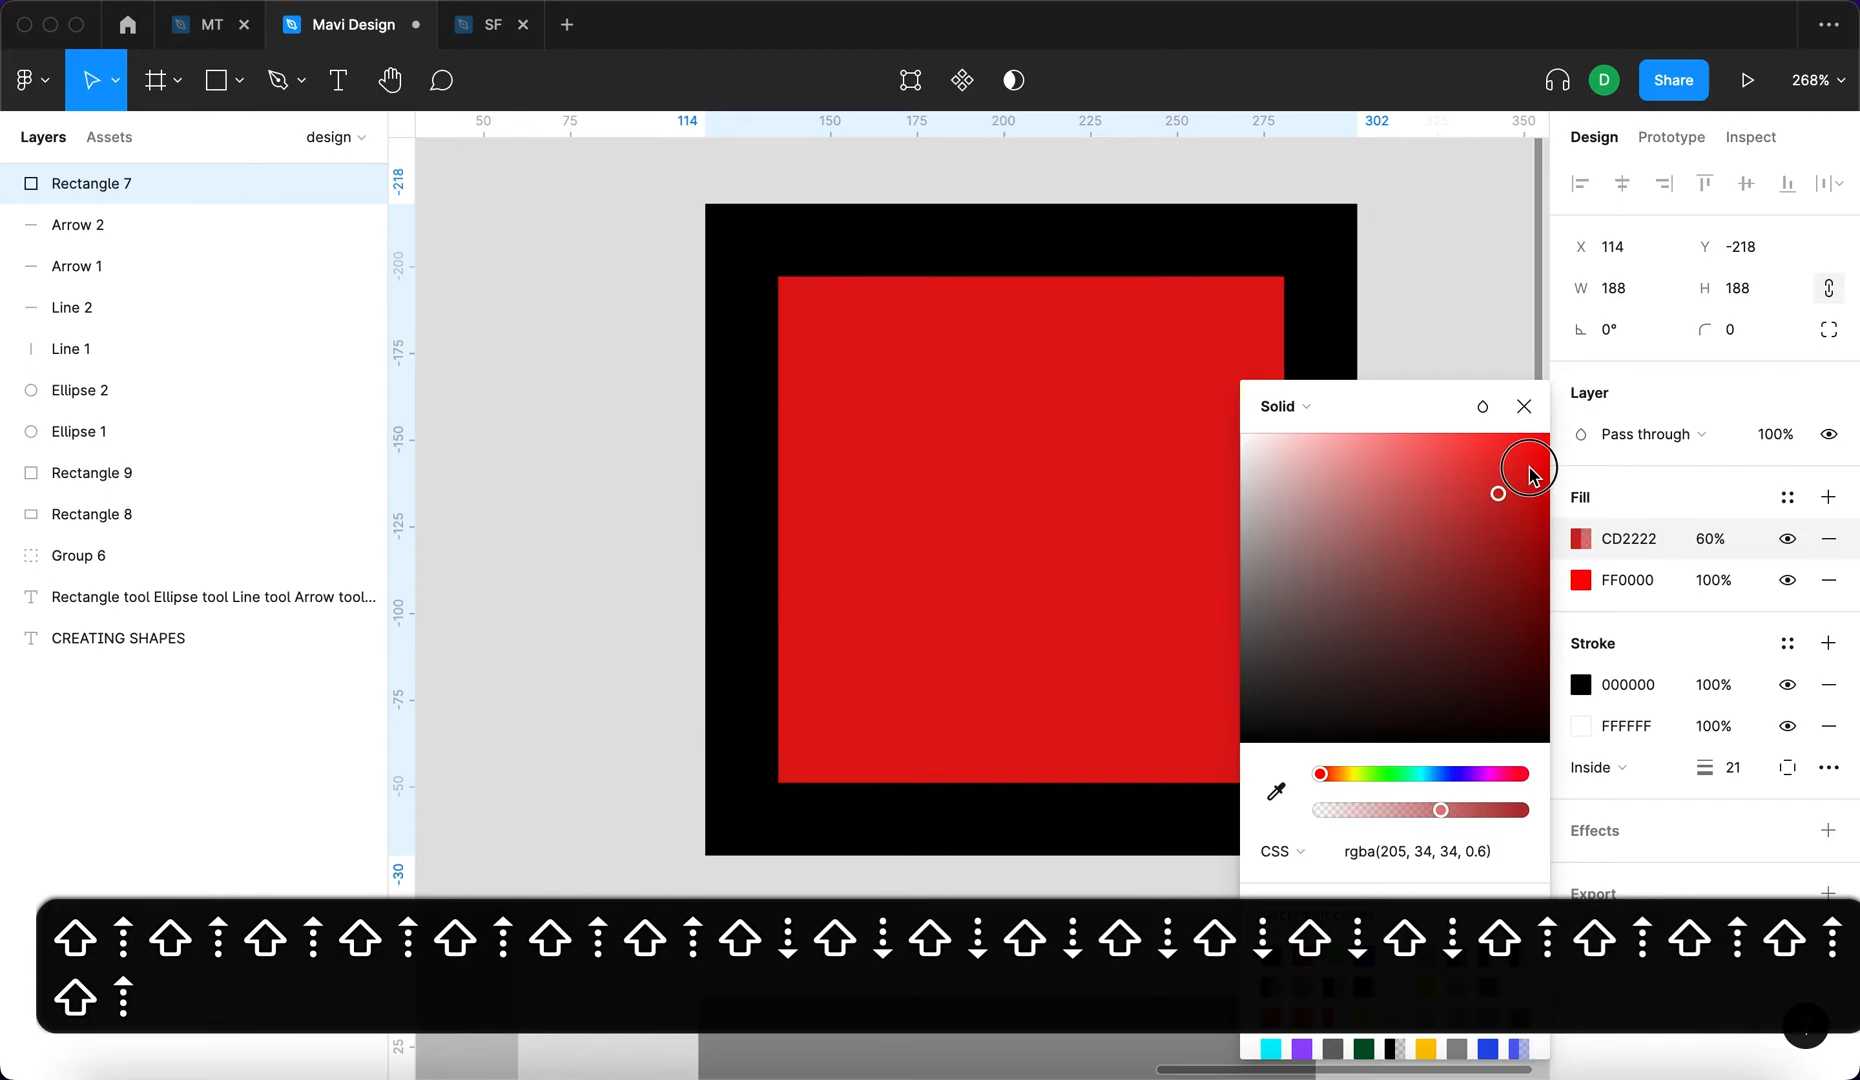 MT
Mavi Design
SF
Share
D
268%
Layers
Assets
design
Rectangle 7
Arrow 2
Arrow 1
Line 2
Line 1
Ellipse 2
Ellipse 1
Rectangle 9
Rectangle 8
Group 6
Rectangle tool Ellipse tool Line tool Arrow tool...
CREATING SHAPES
50
75
114
150
175
200
225
250
275
302
325
350
-218
-200
-175
-150
-125
-100
-75
-50
-30
25
Design
Prototype
Inspect
X 114
Y -218
W 188
H 188
0°
0
Layer
Pass through
100%
Fill
CD2222 60%
FF0000 100%
Stroke
000000 100%
FFFFFF 100%
Inside
21
Effects
Export
Solid
CSS
rgba(205, 34, 34, 0.6)